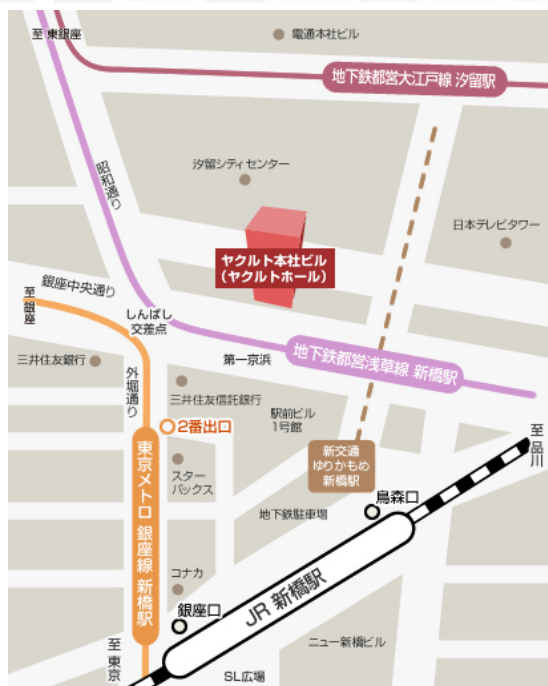 至 東銀座
電通本社ビル
地下鉄都営大江戸線 汐留駅
昭和通り
汐留シティセンター
日本テレビタワー
ヤクルト本社ビル
(ヤクルトホール)
銀座中央通り
至 銀座
しんばし
交差点
三井住友銀行
外堀通り
第一京浜
地下鉄都営浅草線 新橋駅
三井住友信託銀行
駅前ビル
1号館
2番出口
至 品川
新交通
ゆりかもめ
新橋駅
東京メトロ 銀座線 新橋駅
スター
バックス
烏森口
地下鉄駐車場
コナカ
JR 新橋駅
銀座口
ニュー新橋ビル
至 東京
SL広場